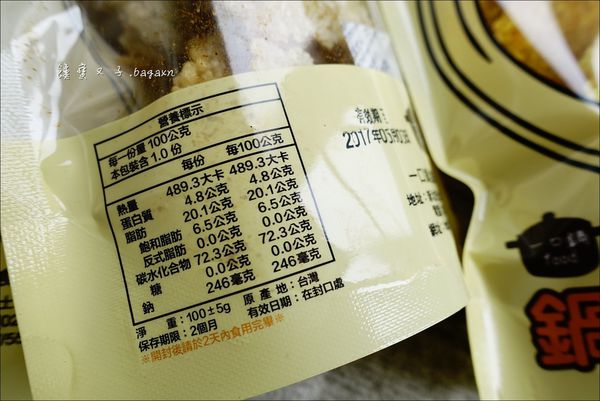 .bagaxn
營養標示
每一份量 100公克
本包裝含 1.0 份
每份 每100公克
熱量 489.3大卡 489.3大卡
蛋白質 4.8公克 4.8公克
脂肪 20.1公克 20.1公克
飽和脂肪 6.5公克 6.5公克
反式脂肪 0.0公克 0.0公克
碳水化合物 72.3公克 72.3公克
糖 0.0公克 0.0公克
鈉 246毫克 246毫克
淨 重:100±5g 原 產 地:台灣
保存期限:2個月 有效日期:在封口處
※開封後請於2天內食用完畢※
有效期
2017年05
一口
地址:
food
鍋